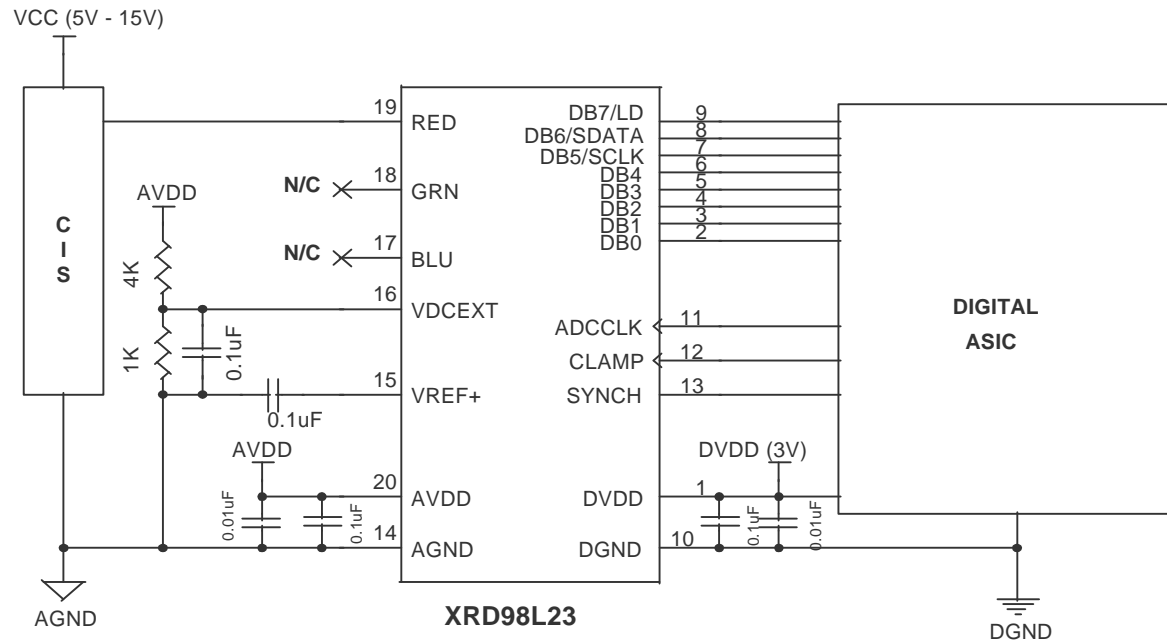 VCC (5V - 15V)
C
I
S
AVDD
4K
1K
0.1uF
0.1uF
N/C
N/C
19
18
17
16
15
20
14
RED
GRN
BLU
VDCEXT
VREF+
AVDD
AGND
AVDD
0.01uF
0.1uF
AGND
DB7/LD
DB6/SDATA
DB5/SCLK
DB4
DB3
DB2
DB1
DB0
ADCCLK
CLAMP
SYNCH
DVDD
DGND
9
8
7
6
5
4
3
2
11
12
13
1
10
DVDD (3V)
0.1uF
0.01uF
DIGITAL
ASIC
DGND
XRD98L23